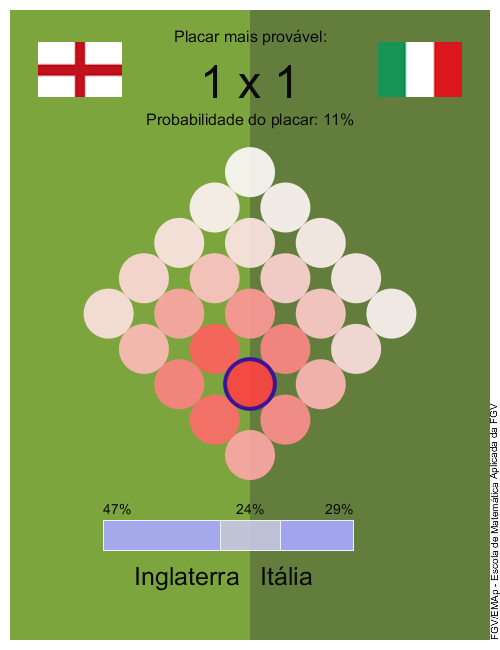 Placar mais provável:
1 x 1
Probabilidade do placar: 11%
47% 24% 29%
Inglaterra Itália
FGV/EMAp - Escola de Matemática Aplicada da FGV